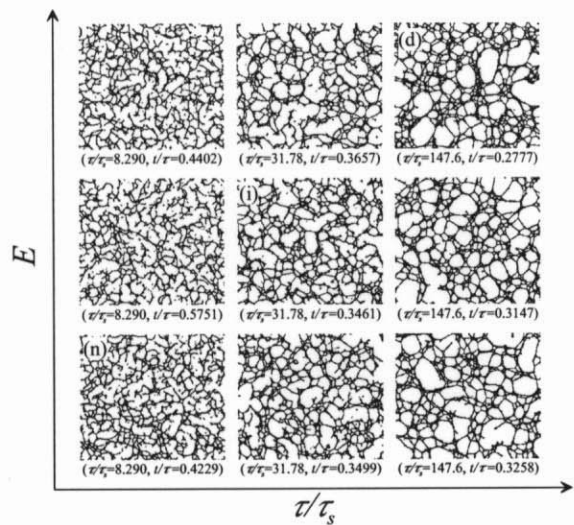 (d)
(τ/τₛ=8.290, t/τ=0.4402) (τ/τₛ=31.78, t/τ=0.3657) (τ/τₛ=147.6, t/τ=0.2777)
(i)
(τ/τₛ=8.290, t/τ=0.5751) (τ/τₛ=31.78, t/τ=0.3461) (τ/τₛ=147.6, t/τ=0.3147)
E
(n)
(τ/τₛ=8.290, t/τ=0.4229) (τ/τₛ=31.78, t/τ=0.3499) (τ/τₛ=147.6, t/τ=0.3258)
τ/τₛ